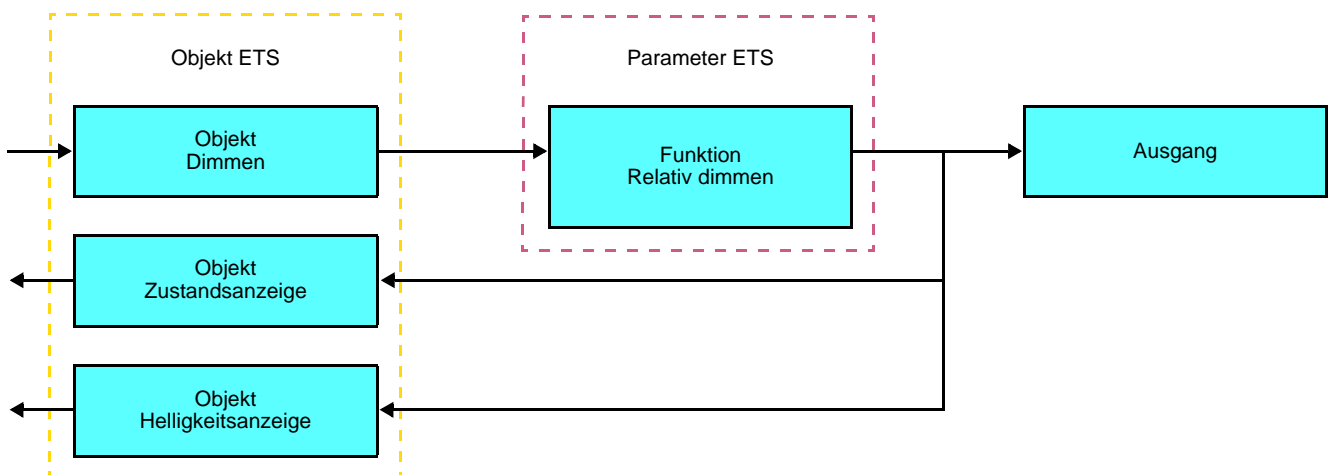 Objekt ETS
Parameter ETS
Objekt
Dimmen
Funktion
Relativ dimmen
Ausgang
Objekt
Zustandsanzeige
Objekt
Helligkeitsanzeige